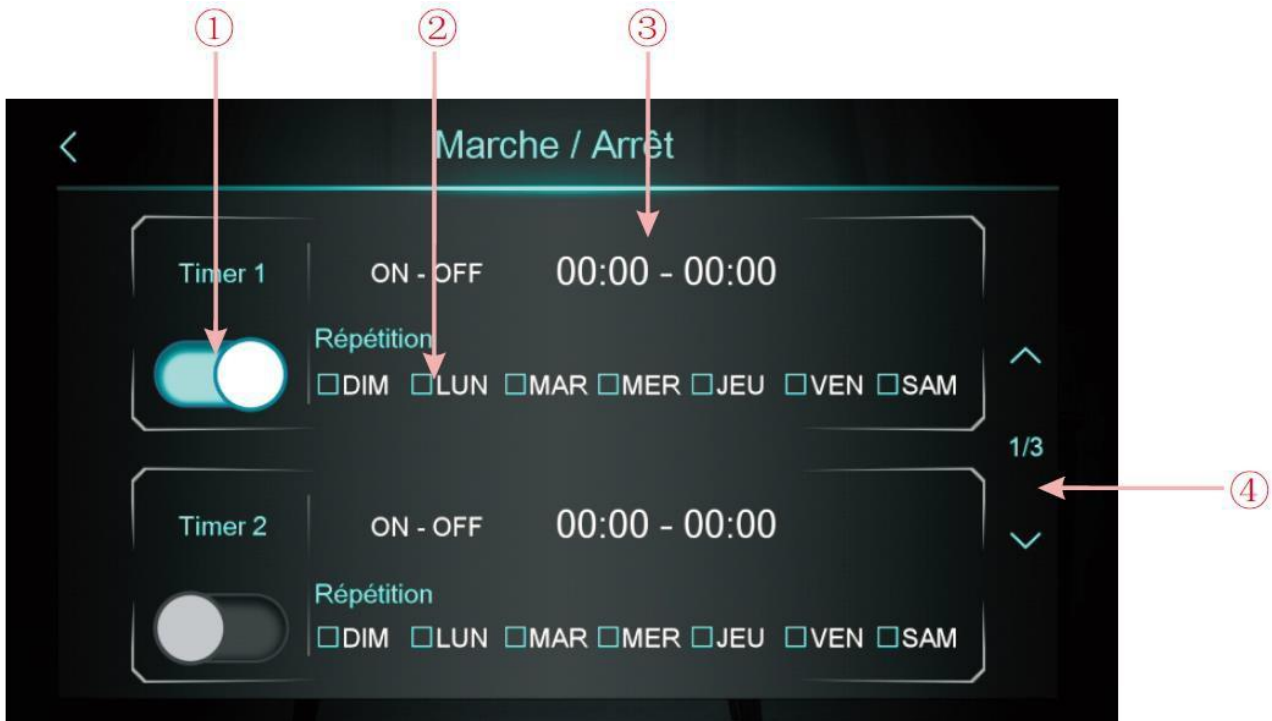 ① ② ③
< Marche / Arrêt
Timer 1 ON - OFF 00:00 - 00:00
Répétition
DIM LUN MAR MER JEU VEN SAM
1/3
④
Timer 2 ON - OFF 00:00 - 00:00
Répétition
DIM LUN MAR MER JEU VEN SAM